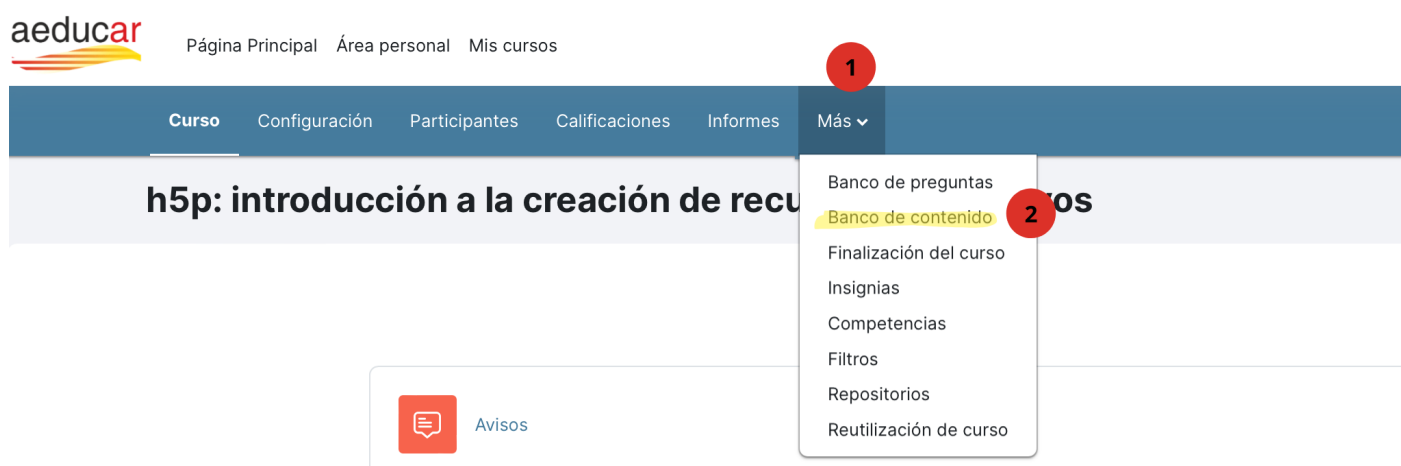 aeducar
Página Principal Área personal Mis cursos
1
Curso Configuración Participantes Calificaciones Informes Más
h5p: introducción a la creación de recu os
Banco de preguntas
Banco de contenido 2
Finalización del curso
Insignias
Competencias
Filtros
Repositorios
Reutilización de curso
Avisos